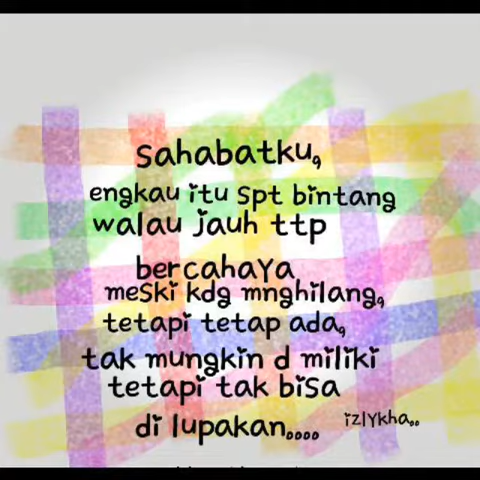 sahabatku,
engkau itu spt bintang
walau jauh ttp
bercahaYa
meski kdg mnghilang,
tetapi tetap ada,
tak mungkin d miliki
tetapi tak bisa
di lupakan....
izlYkha..